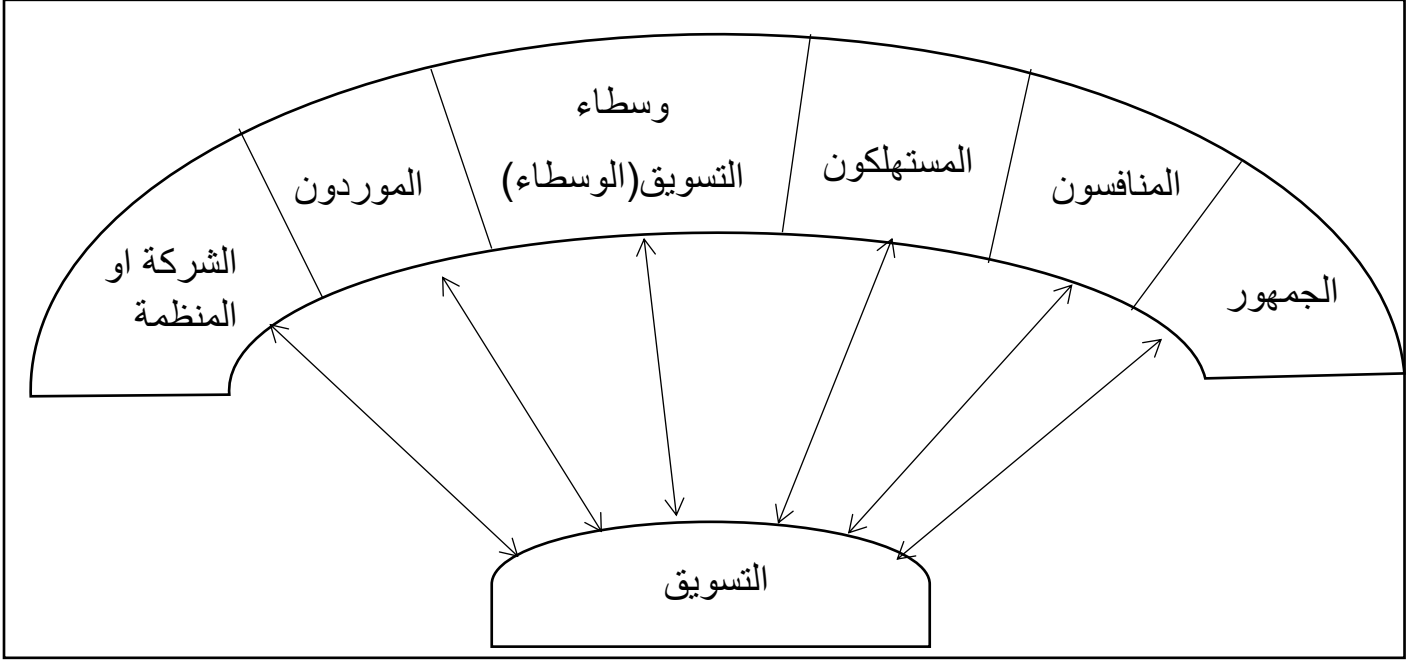 وسطاء
التسويق(الوسطاء)
المستهلكون
المنافسون
الموردون
الجمهور
الشركة او
المنظمة
التسويق